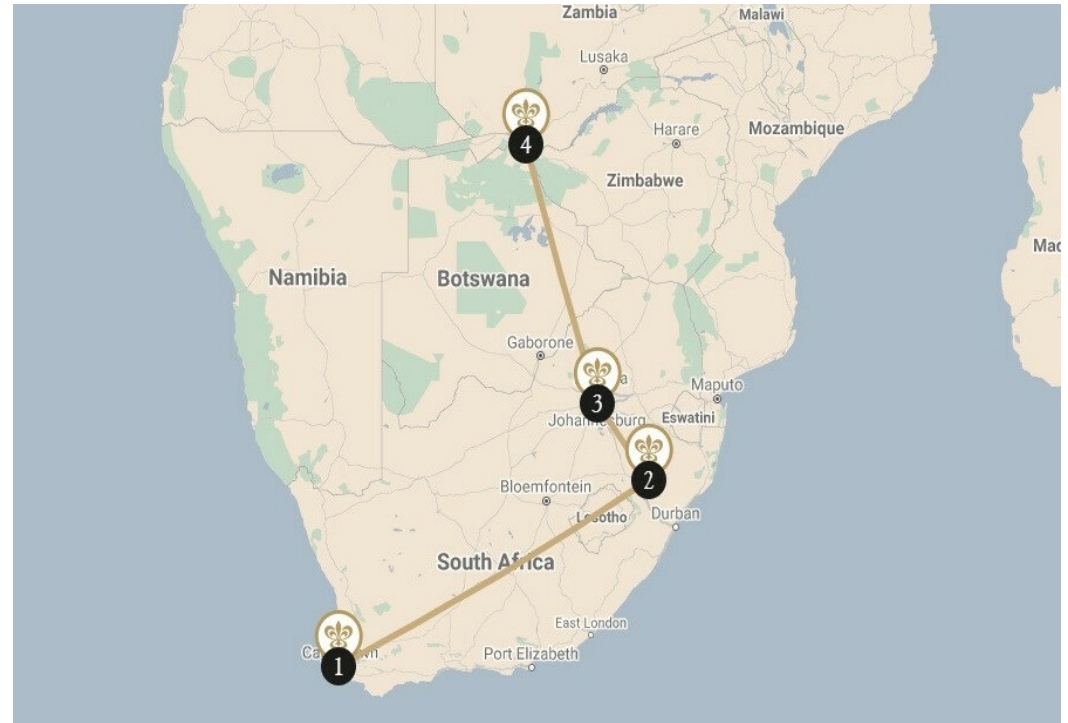 Zambia
Malawi
Lusaka
4
Harare
Mozambique
Zimbabwe
Namibia
Botswana
Gaborone
3
Maputo
Eswatini
2
Bloemfontein
Lesotho
Durban
South Africa
East London
Port Elizabeth
1